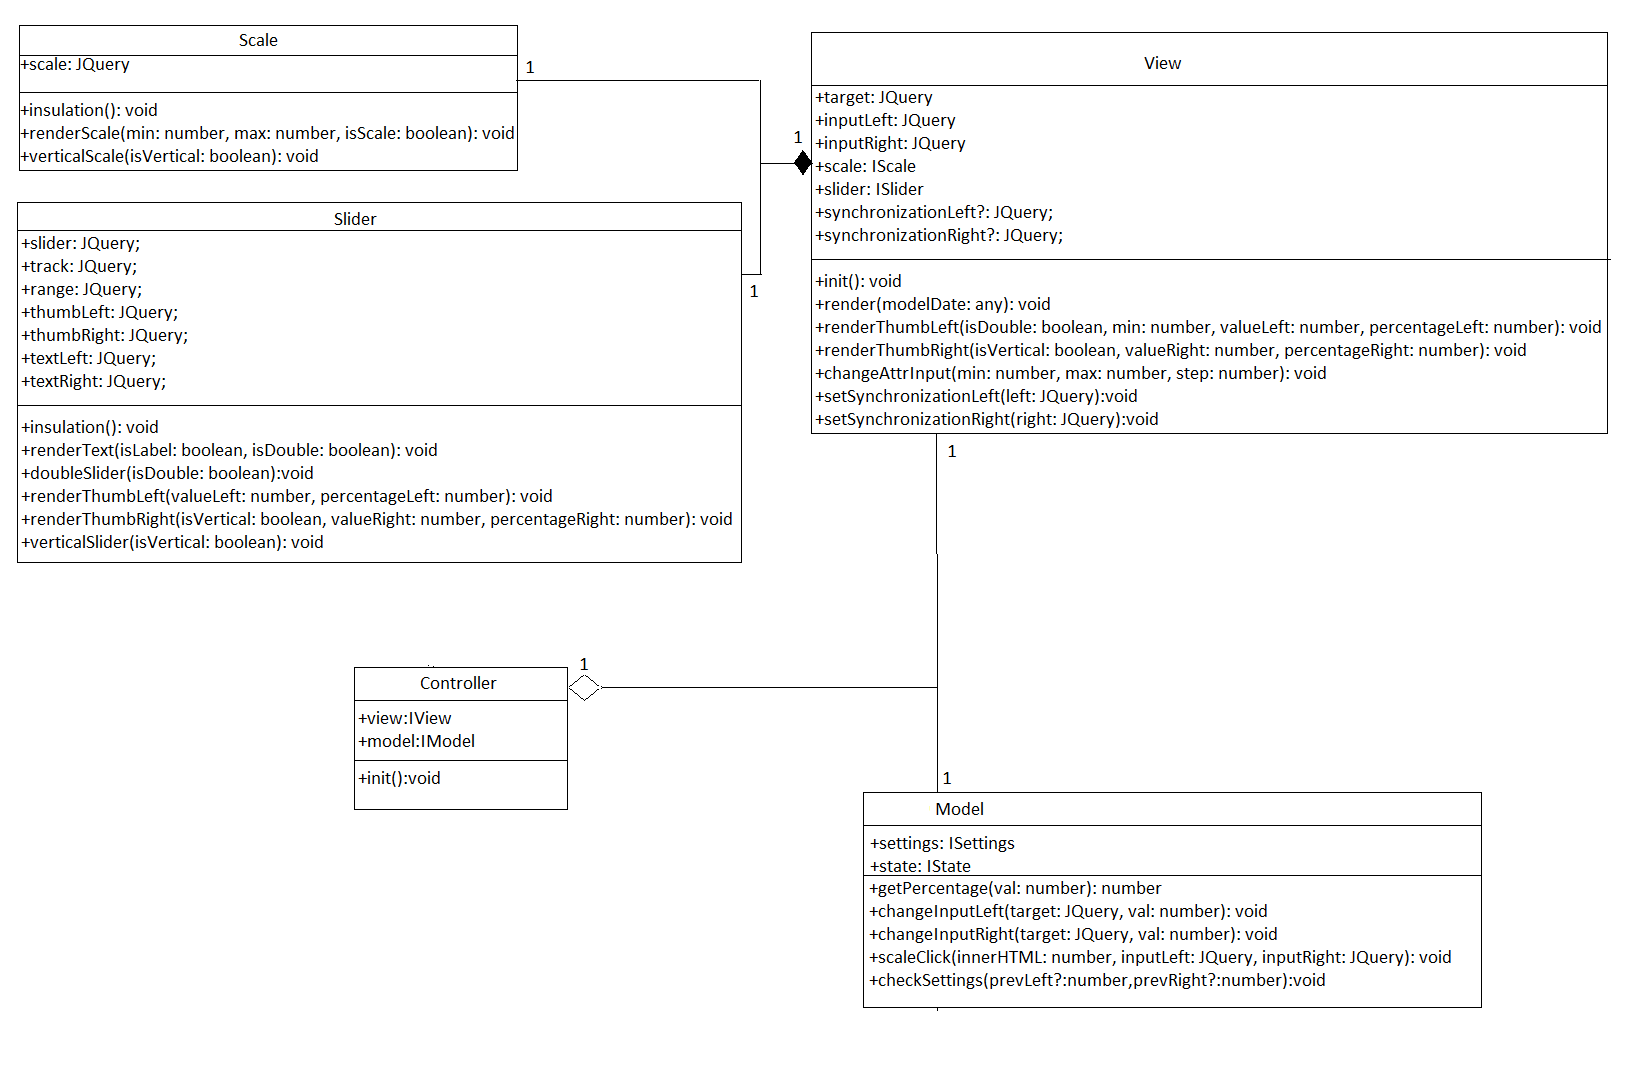 Scale
+scale: JQuery
+insulation(): void
+renderScale(min: number, max: number, isScale: boolean): void
+verticalScale(isVertical: boolean): void
1
Slider
+slider: JQuery;
+track: JQuery;
+range: JQuery;
+thumbLeft: JQuery;
+thumbRight: JQuery;
+textLeft: JQuery;
+textRight: JQuery;
+insulation(): void
+renderText(isLabel: boolean, isDouble: boolean): void
+doubleSlider(isDouble: boolean):void
+renderThumbLeft(valueLeft: number, percentageLeft: number): void
+renderThumbRight(isVertical: boolean, valueRight: number, percentageRight: number): void
+verticalSlider(isVertical: boolean): void
1
1
View
+target: JQuery
+inputLeft: JQuery
+inputRight: JQuery
+scale: IScale
+slider: ISlider
+synchronizationLeft?: JQuery;
+synchronizationRight?: JQuery;
+init(): void
+render(modelDate: any): void
+renderThumbLeft(isDouble: boolean, min: number, valueLeft: number, percentageLeft: number): void
+renderThumbRight(isVertical: boolean, valueRight: number, percentageRight: number): void
+changeAttrInput(min: number, max: number, step: number): void
+setSynchronizationLeft(left: JQuery):void
+setSynchronizationRight(right: JQuery):void
1
1
Controller
+view:IView
+model:IModel
+init():void
1
Model
+settings: ISettings
+state: IState
+getPercentage(val: number): number
+changeInputLeft(target: JQuery, val: number): void
+changeInputRight(target: JQuery, val: number): void
+scaleClick(innerHTML: number, inputLeft: JQuery, inputRight: JQuery): void
+checkSettings(prevLeft?:number,prevRight?:number):void